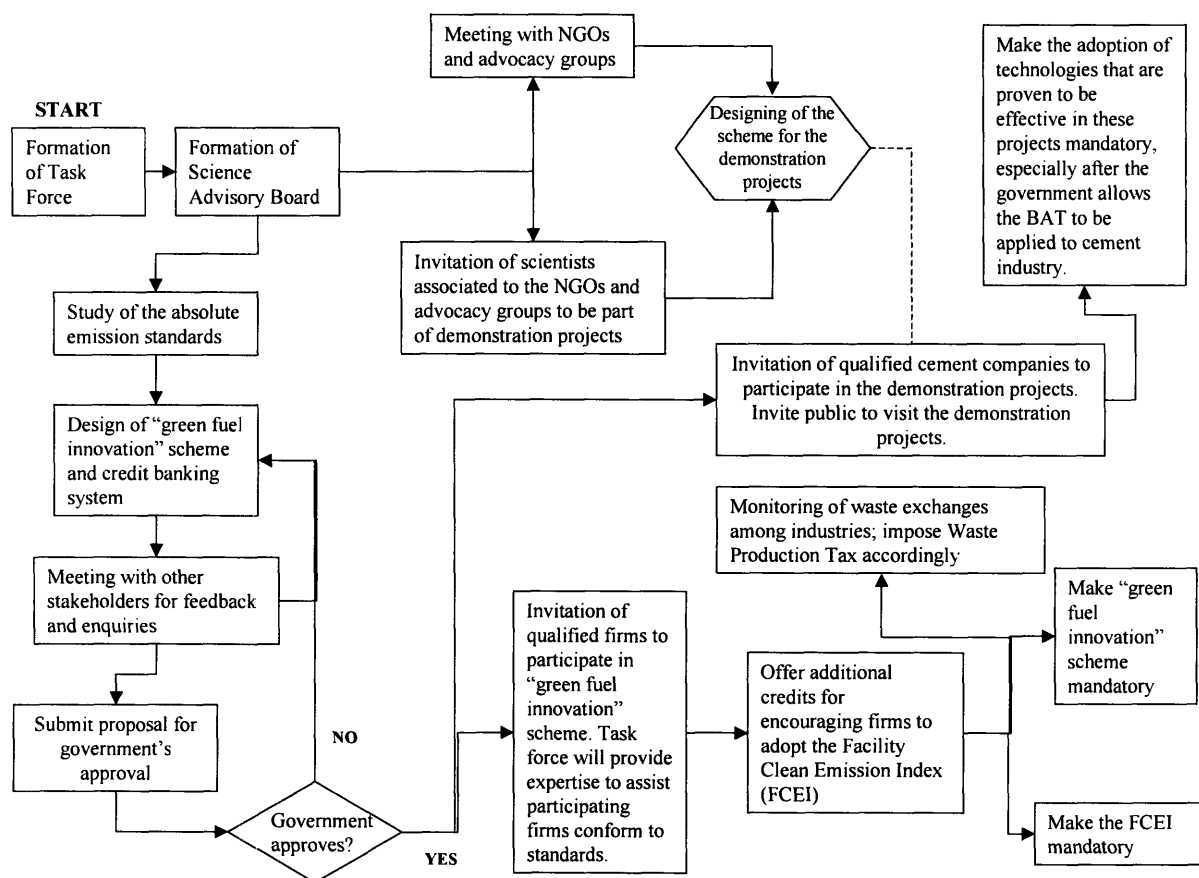 START
Formation
of Task
Force
Formation of
Science
Advisory Board
Meeting with NGOs
and advocacy groups
Designing of the
scheme for the
demonstration
projects
Make the adoption of
technologies that are
proven to be
effective in these
projects mandatory,
especially after the
government allows
the BAT to be
applied to cement
industry.
Invitation of scientists
associated to the NGOs and
advocacy groups to be part
of demonstration projects
Study of the absolute
emission standards
Invitation of qualified cement companies to
participate in the demonstration projects.
Invite public to visit the demonstration
projects.
Design of “green fuel
innovation” scheme
and credit banking
system
Meeting with other
stakeholders for feedback
and enquiries
Submit proposal for
government’s
approval
NO
Government
approves?
YES
Monitoring of waste exchanges
among industries; impose Waste
Production Tax accordingly
Invitation of
qualified firms to
participate in
“green fuel
innovation”
scheme. Task
force will provide
expertise to assist
participating
firms conform to
standards.
Offer additional
credits for
encouraging firms to
adopt the Facility
Clean Emission Index
(FCEI)
Make “green
fuel
innovation”
scheme
mandatory
Make the FCEI
mandatory